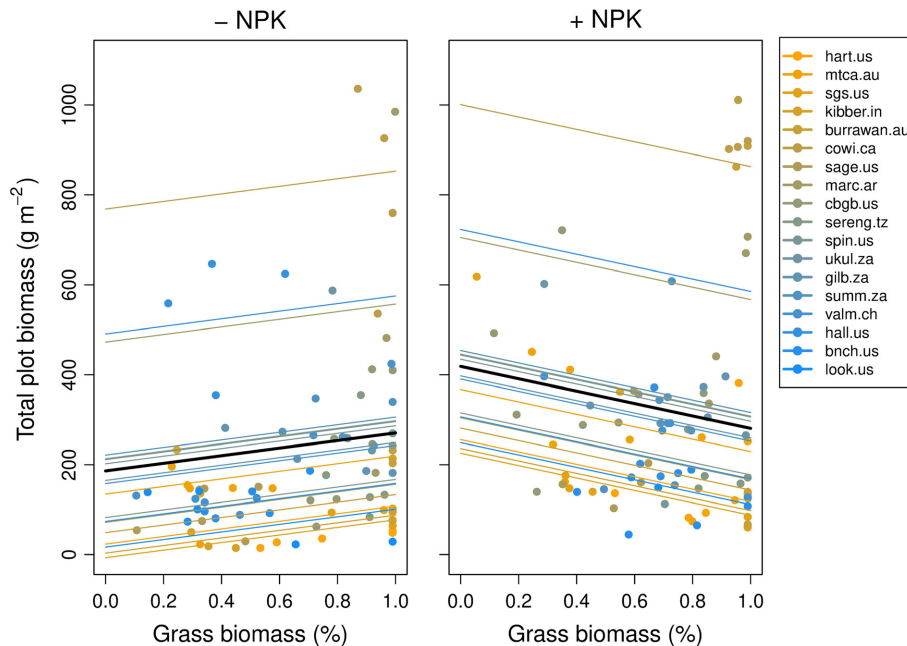 − NPK
+ NPK
Total plot biomass (g m−2)
0
200
400
600
800
1000
0.0 0.2 0.4 0.6 0.8 1.0
0.0 0.2 0.4 0.6 0.8 1.0
Grass biomass (%)
Grass biomass (%)
hart.us
mtca.au
sgs.us
kibber.in
burrawan.au
cowi.ca
sage.us
marc.ar
cbgb.us
sereng.tz
spin.us
ukul.za
gilb.za
summ.za
valm.ch
hall.us
bnch.us
look.us